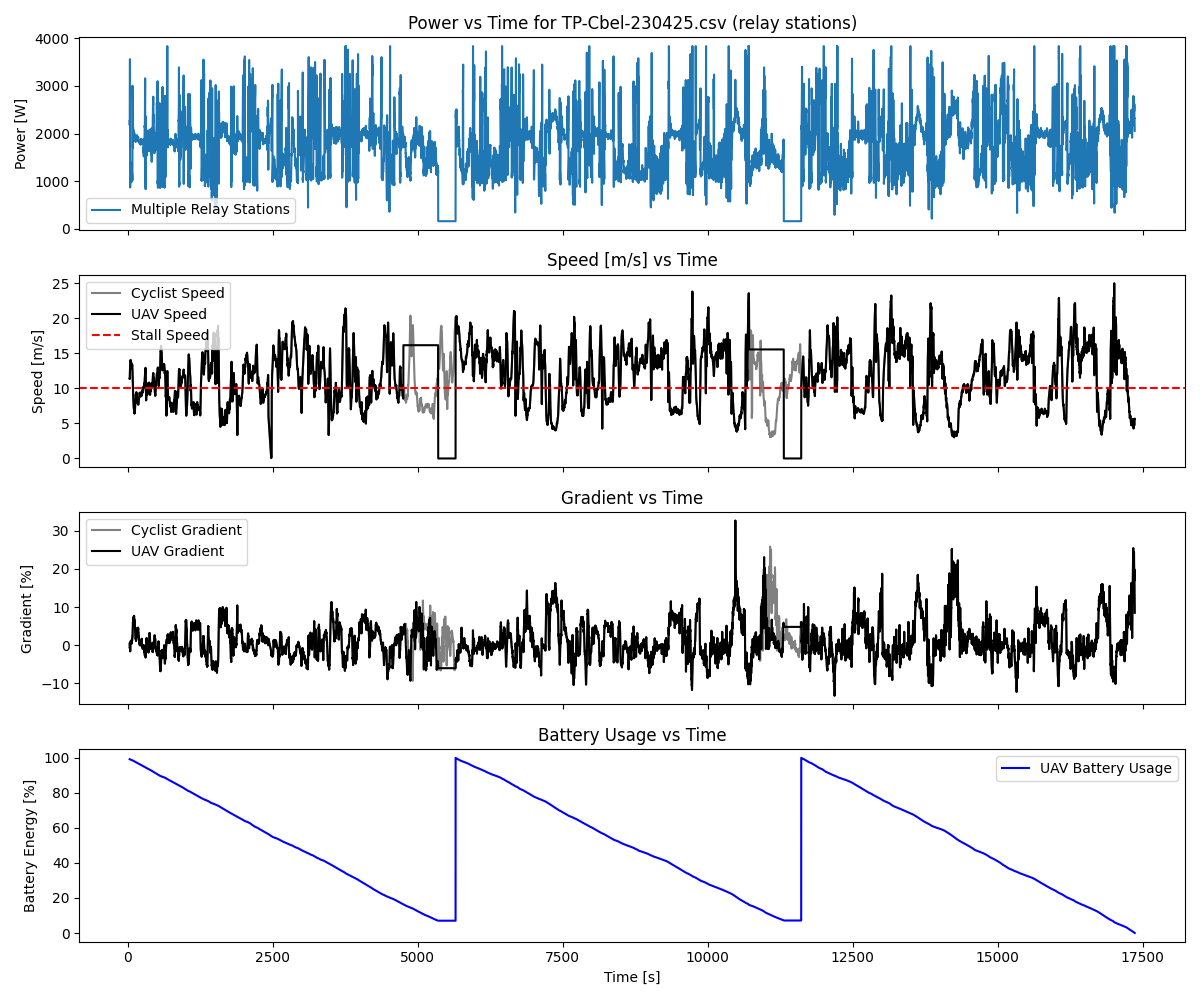 Power vs Time for TP-Cbel-230425.csv (relay stations)
4000
3000
2000
1000
0
Power [W]
Multiple Relay Stations
Speed [m/s] vs Time
25
20
15
10
5
0
Speed [m/s]
Cyclist Speed
UAV Speed
Stall Speed
Gradient vs Time
30
20
10
0
−10
Gradient [%]
Cyclist Gradient
UAV Gradient
Battery Usage vs Time
100
80
60
40
20
0
Battery Energy [%]
UAV Battery Usage
0 2500 5000 7500 10000 12500 15000 17500
Time [s]